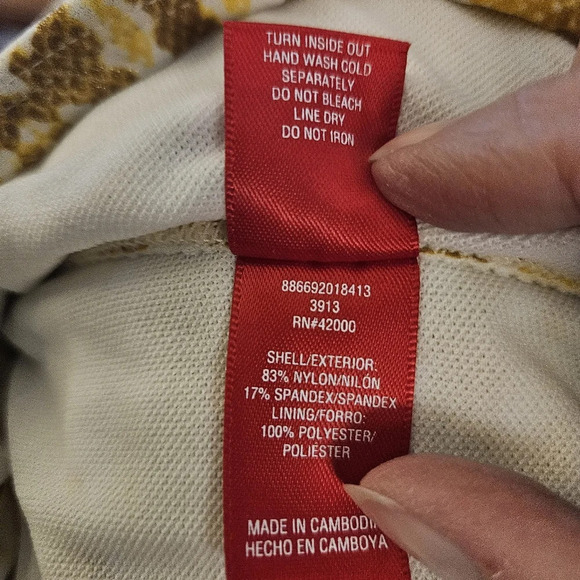 TURN INSIDE OUT
HAND WASH COLD
SEPARATELY
DO NOT BLEACH
LINE DRY
DO NOT IRON
886692018413
3913
RN#42000
SHELL/EXTERIOR:
83% NYLON/NILÓN
17% SPANDEX/SPANDEX
LINING/FORRO:
100% POLYESTER/
POLIÉSTER
MADE IN CAMBODI
HECHO EN CAMBOYA